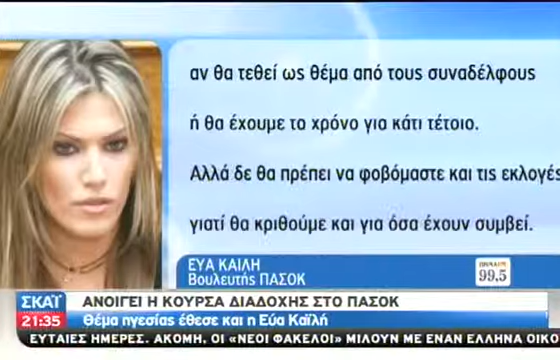 αν θα τεθεί ως θέμα από τους συναδέλφους
ή θα έχουμε το χρόνο για κάτι τέτοιο.
Αλλά δε θα πρέπει να φοβόμαστε και τις εκλογές
γιατί θα κριθούμε και για όσα έχουν συμβεί.
ΕΥΑ ΚΑΙΛΗ
Βουλευτής ΠΑΣΟΚ
99,5
ΣΚΑΪ ΑΝΟΙΓΕΙ Η ΚΟΥΡΣΑ ΔΙΑΔΟΧΗΣ ΣΤΟ ΠΑΣΟΚ
21:35 Θέμα ηγεσίας έθεσε και η Εύα Καϊλή
ΕΥΤΑΙΕΣ ΗΜΕΡΕΣ. ΑΚΟΜΗ, ΟΙ «ΝΕΟΙ ΦΑΚΕΛΟΙ» ΜΙΛΟΥΝ ΜΕ ΕΝΑΝ ΕΛΛΗΝΑ ΟΙΚΟ